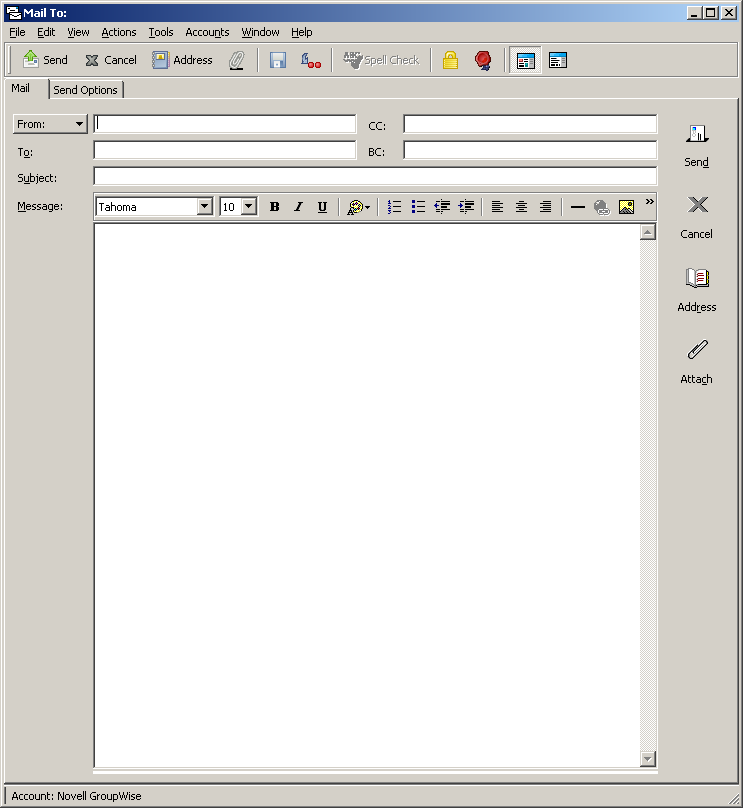 Mail To:
File Edit View Actions Tools Accounts Window Help
Send Cancel Address ABC Spell Check
Mail Send Options
From: CC:
To: BC:
Subject:
Message: Tahoma 10 B I U »
Send
Cancel
Address
Attach
Account: Novell GroupWise